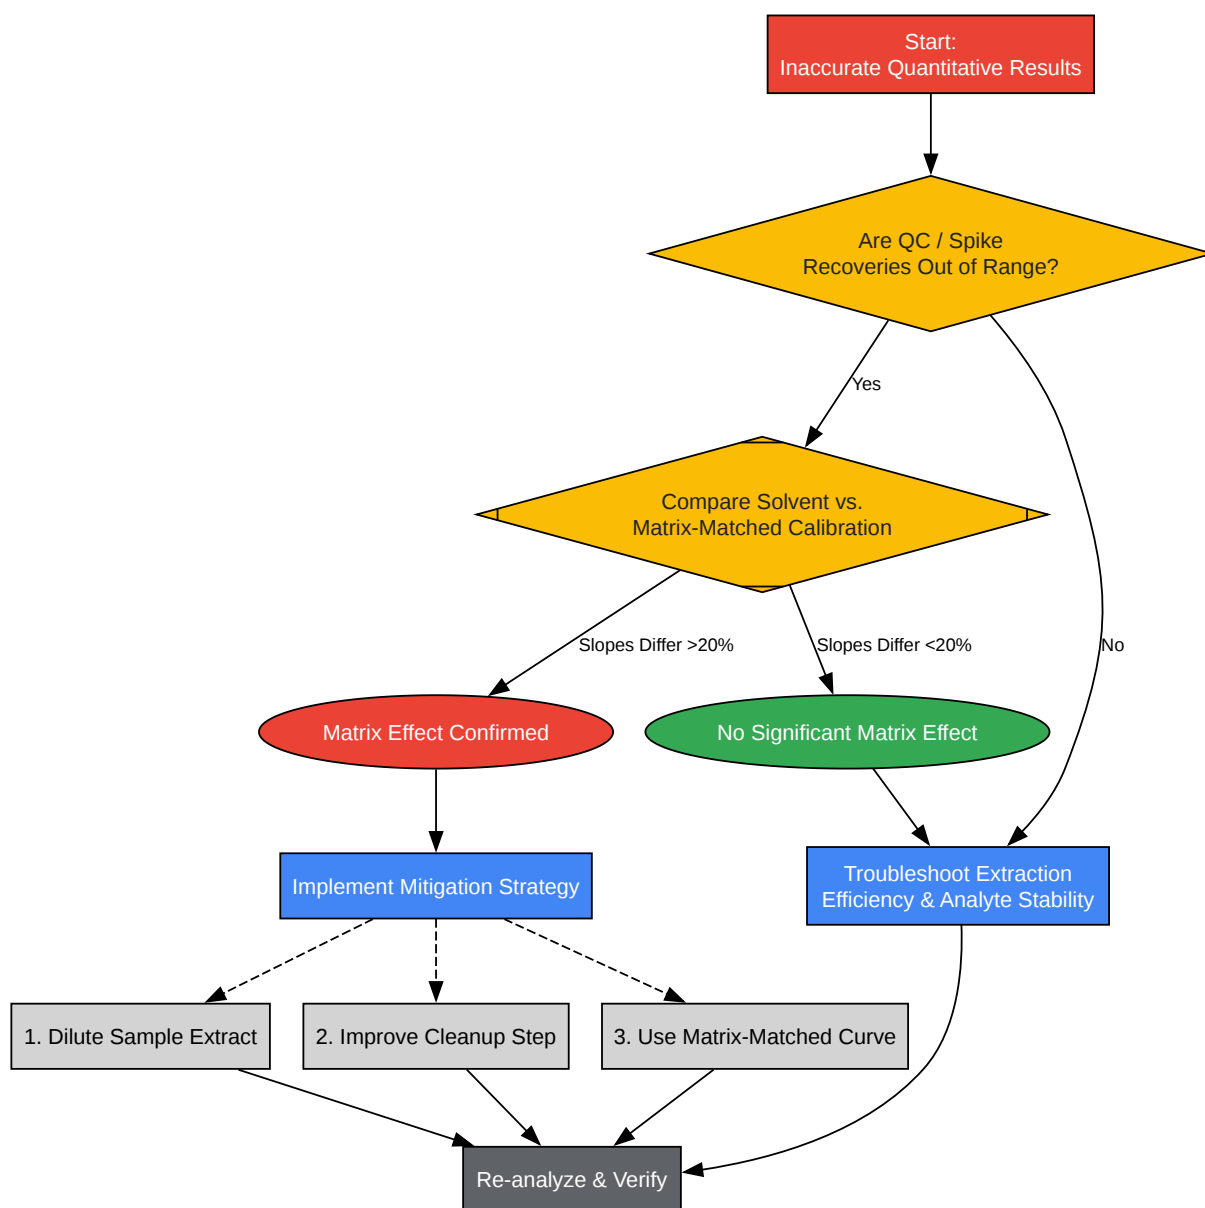 Start:
Inaccurate Quantitative Results
Are QC / Spike
Recoveries Out of Range?
Yes
Compare Solvent vs.
Matrix-Matched Calibration
Slopes Differ >20%
Slopes Differ <20%
No
Matrix Effect Confirmed
No Significant Matrix Effect
Implement Mitigation Strategy
Troubleshoot Extraction
Efficiency & Analyte Stability
1. Dilute Sample Extract
2. Improve Cleanup Step
3. Use Matrix-Matched Curve
Re-analyze & Verify